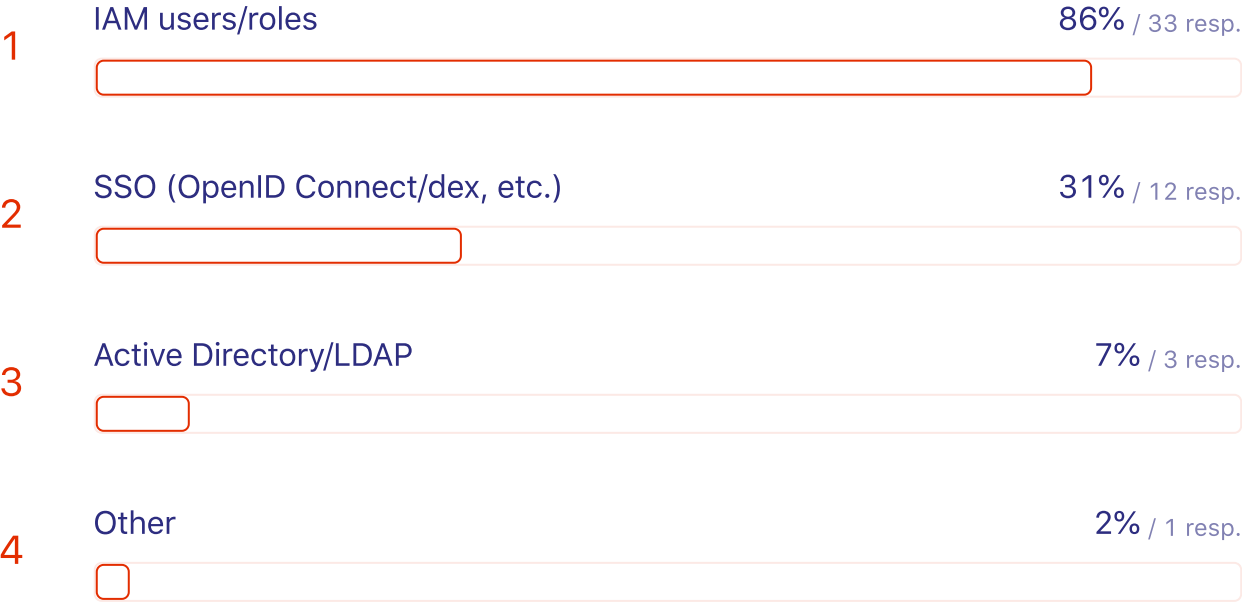 IAM users/roles 86% / 33 resp.
1
SSO (OpenID Connect/dex, etc.) 31% / 12 resp.
2
Active Directory/LDAP 7% / 3 resp.
3
Other 2% / 1 resp.
4